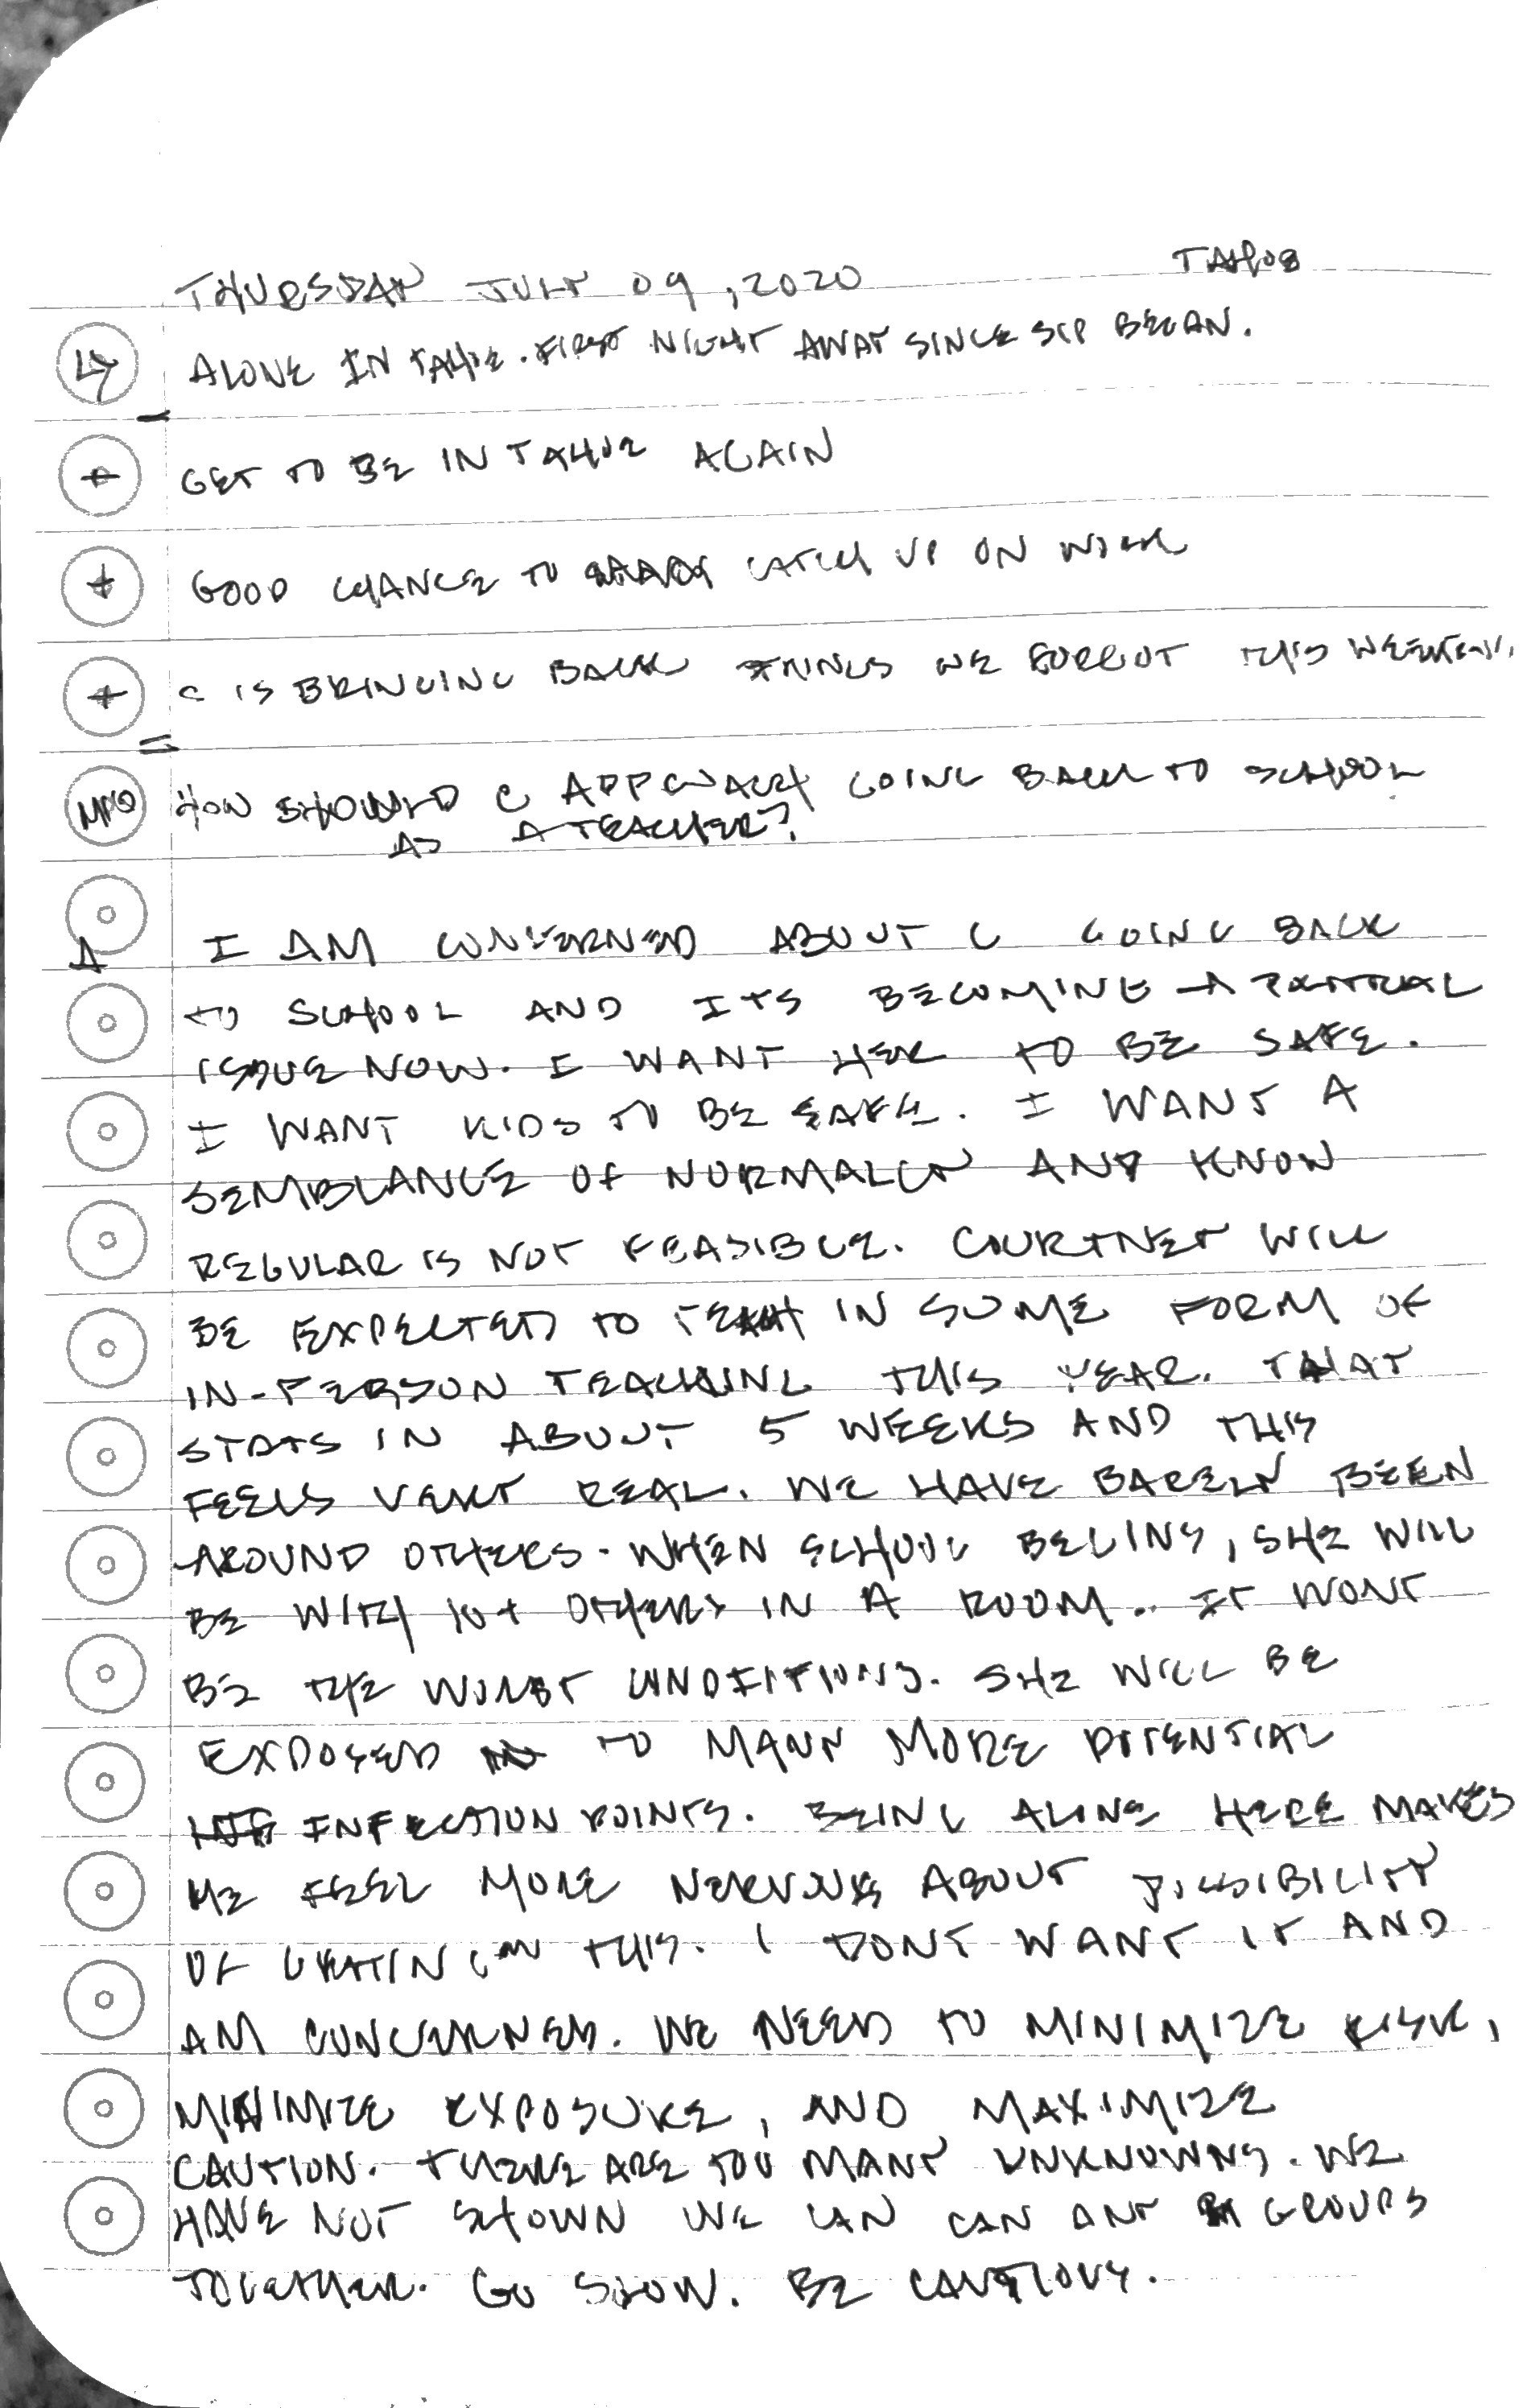 THURSDAY JULY 09, 2020 TAHOE
LY ALONE IN TAHOE. FIRST NIGHT AWAY SINCE SIP BEGAN.
+ GET TO BE IN TAHOE AGAIN
+ GOOD CHANCE TO CATCH UP ON WORK
+ C IS BRINGING BACK THINGS WE FORGOT THIS WEEKEND.
HOW SHOULD C APPROACH GOING BACK TO SCHOOL
AS A TEACHER?
I AM CONCERNED ABOUT C GOING BACK
TO SCHOOL AND ITS BECOMING A POLITICAL
ISSUE NOW. I WANT HER TO BE SAFE.
I WANT KIDS TO BE SAFE. I WANT A
SEMBLANCE OF NORMALCY AND KNOW
REGULAR IS NOT FEASIBLE. COURTNEY WILL
BE EXPECTED TO TEACH IN SOME FORM OF
IN-PERSON TEACHING THIS YEAR. THAT
STATS IN ABOUT 5 WEEKS AND THIS
FEELS VERY REAL. WE HAVE BARELY BEEN
AROUND OTHERS. WHEN SCHOOL BEGINS, SHE WILL
BE WITH 10+ OTHERS IN A ROOM. IT WONT
BE THE WORST CONDITIONS. SHE WILL BE
EXPOSED TO MANY MORE POTENTIAL
INFECTION POINTS. BEING ALONE HERE MAKES
ME FEEL MORE NERVOUS ABOUT POSSIBILITY
OF GETTING THIS. I DONT WANT IT AND
AM CONCERNED. WE NEED TO MINIMIZE RISK,
MINIMIZE EXPOSURE, AND MAXIMIZE
CAUTION. THERE ARE TOO MANY UNKNOWNS. WE
HAVE NOT SHOWN WE CAN CAN ANY GROUPS
TOGETHER. GO SLOW. BE CAUTIOUS.